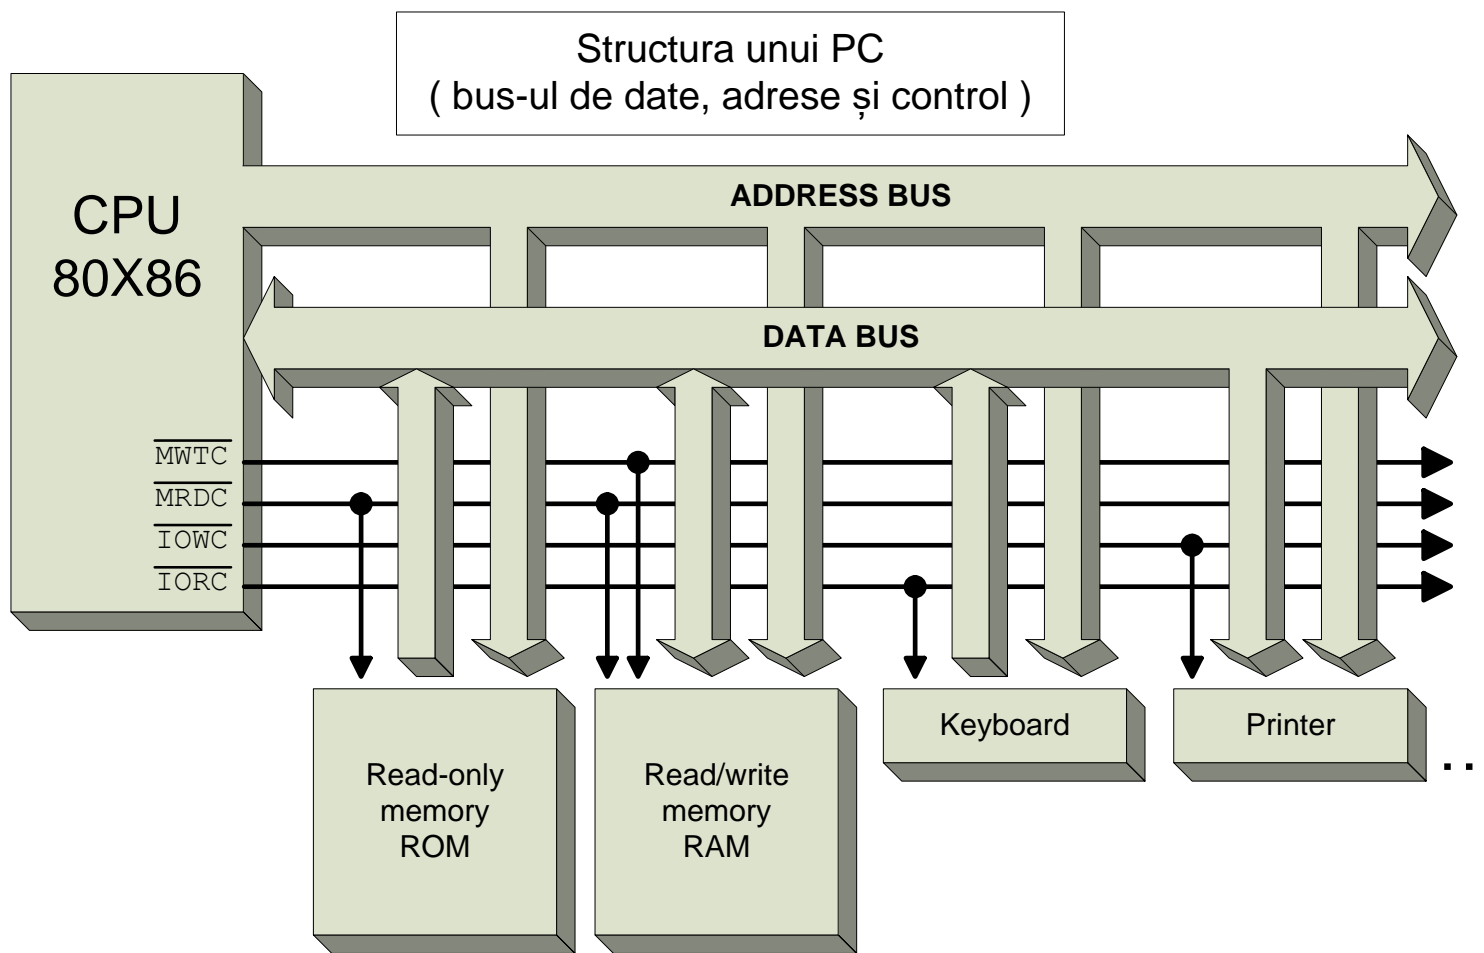 Structura unui PC
( bus-ul de date, adrese și control )
CPU
80X86
ADDRESS BUS
DATA BUS
MWTC
MRDC
IOWC
IORC
Read-only
memory
ROM
Read/write
memory
RAM
Keyboard
Printer
. .